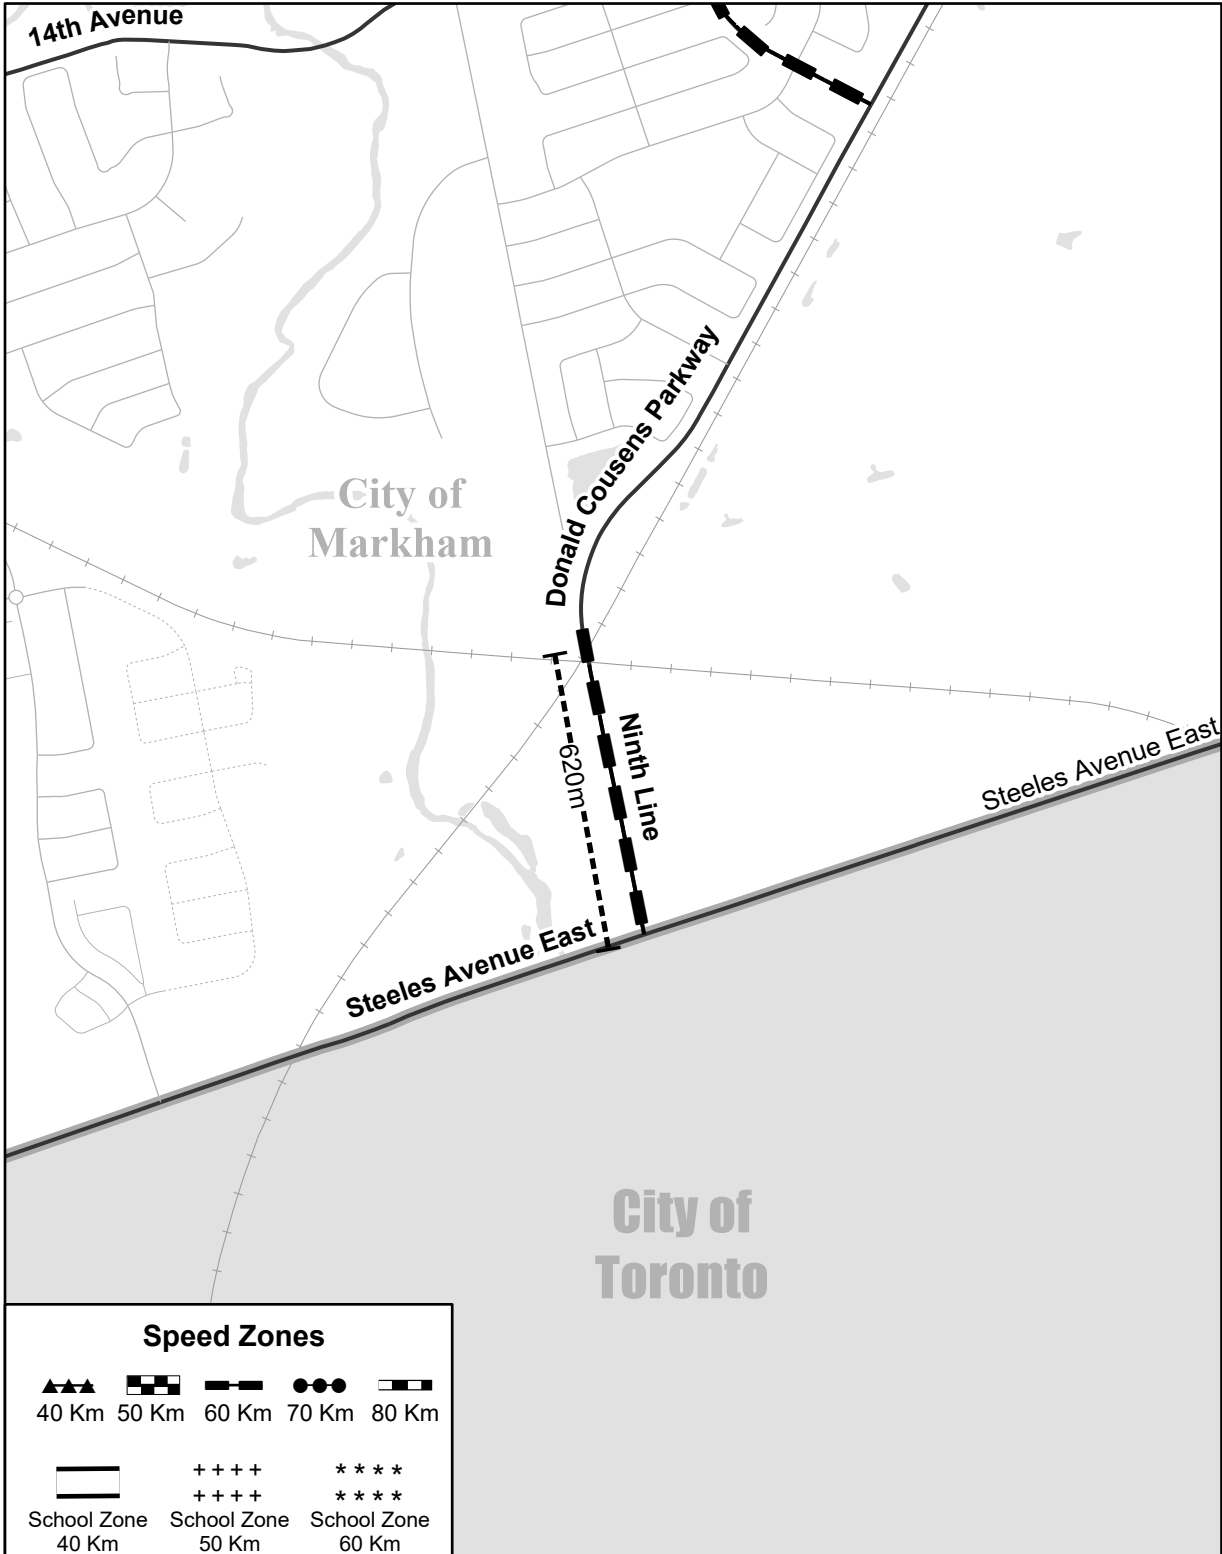 14th Avenue
Donald Cousens Parkway
City of
Markham
Ninth Line
620m
Steeles Avenue East
Steeles Avenue East
City of
Toronto
Speed Zones
40 Km 50 Km 60 Km 70 Km 80 Km
++++ ****
++++ ****
School Zone School Zone School Zone
40 Km 50 Km 60 Km